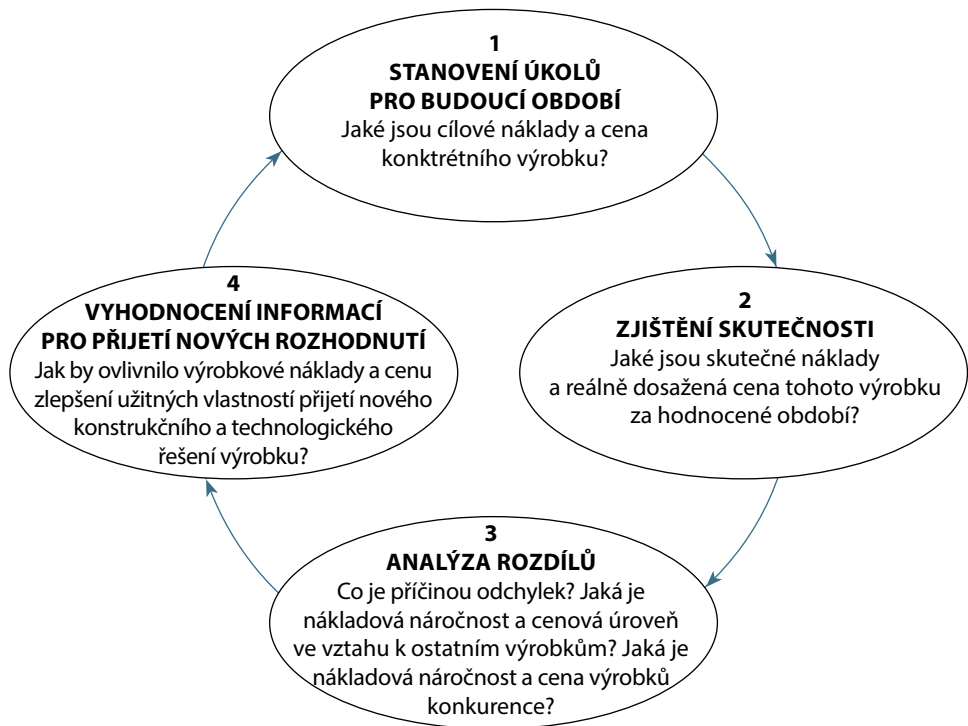 1
STANOVENÍ ÚKOLŮ
PRO BUDOUCÍ OBDOBÍ
Jaké jsou cílové náklady a cena
konktrétního výrobku?
2
ZJIŠTĚNÍ SKUTEČNOSTI
Jaké jsou skutečné náklady
a reálně dosažená cena tohoto výrobku
za hodnocené období?
3
ANALÝZA ROZDÍLŮ
Co je příčinou odchylek? Jaká je
nákladová náročnost a cenová úroveň
ve vztahu k ostatním výrobkům? Jaká je
nákladová náročnost a cena výrobků
konkurence?
4
VYHODNOCENÍ INFORMACÍ
PRO PŘIJETÍ NOVÝCH ROZHODNUTÍ
Jak by ovlivnilo výrobkové náklady a cenu
zlepšení užitných vlastností přijetí nového
konstrukčního a technologického
řešení výrobku?